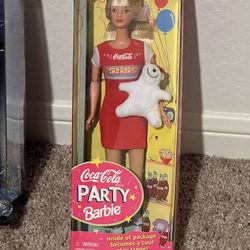 Coca-Cola
Coca-Cola
PARTY
Barbie
Inside of package
becomes a cool